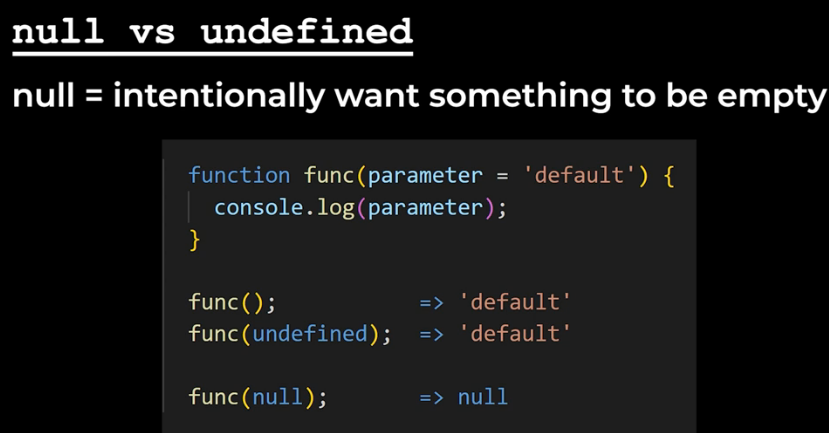 null vs undefined
null = intentionally want something to be empty
function func(parameter = 'default') {
console.log(parameter);
}
func(); => 'default'
func(undefined); => 'default'
func(null); => null